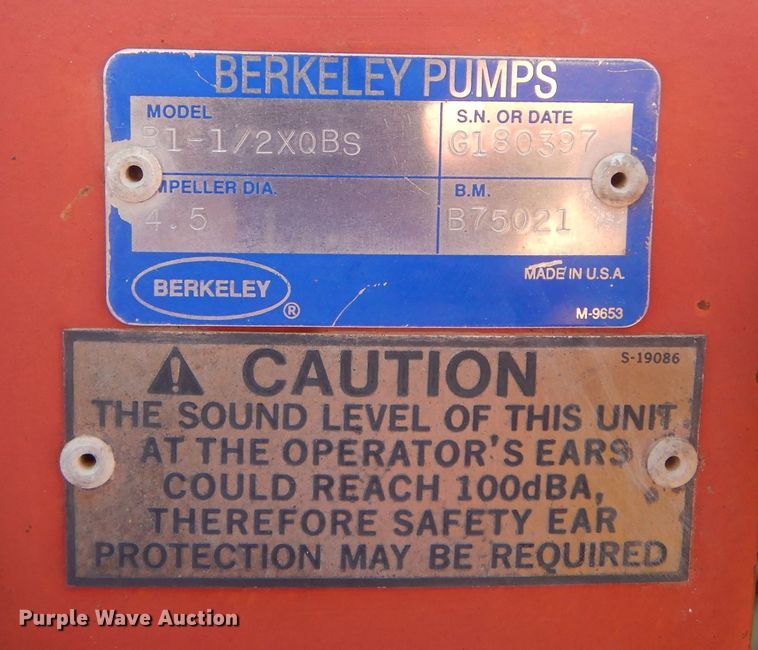 BERKELEY PUMPS
MODEL S.N. OR DATE
B1-1/2XQBS G180397
IMPELLER DIA. B.M.
4.5 B75021
MADE IN U.S.A.
BERKELEY ®
M-9653
CAUTION S-19086
THE SOUND LEVEL OF THIS UNIT
AT THE OPERATOR'S EARS
COULD REACH 100dBA,
THEREFORE SAFETY EAR
PROTECTION MAY BE REQUIRED
Purple Wave Auction